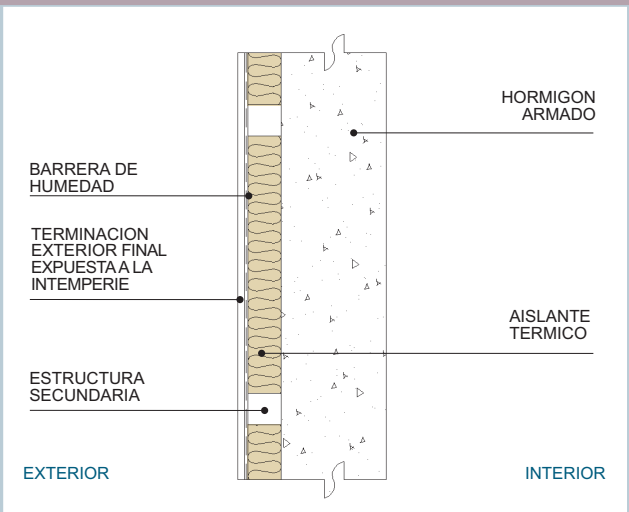 HORMIGON
ARMADO
BARRERA DE
HUMEDAD
TERMINACION
EXTERIOR FINAL
EXPUESTA A LA
INTEMPERIE
AISLANTE
TERMICO
ESTRUCTURA
SECUNDARIA
EXTERIOR
INTERIOR